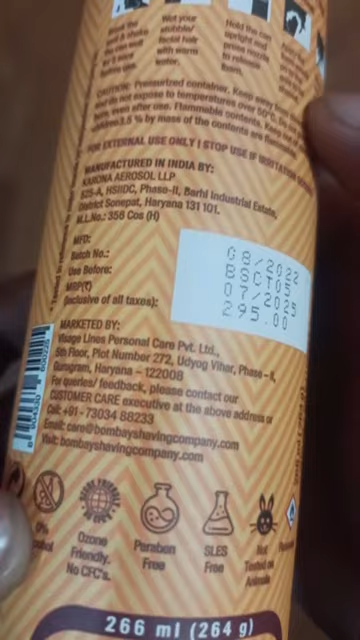 Wet your
stubble/
facial hair
with warm
water.
Hold the can
upright and
press nozzle
to release
foam.
CAUTION: Pressurized container. Keep away
and do not expose to temperatures over 50°C.
even after use. Flammable contents. Keep out
by mass of the contents are flammable
FOR EXTERNAL USE ONLY I STOP USE IF IRRITATION
MANUFACTURED IN INDIA BY:
KARONA AEROSOL LLP
525-A, HSIIDC, Phase-II, Barhi Industrial Estate,
District Sonepat, Haryana 131 101.
M.L.No.: 356 Cos (H)
MFD: 08/2022
Batch No.:
Use Before: 07/2025
MRP(₹) 295.00
(inclusive of all taxes):
MARKETED BY:
Visage Lines Personal Care Pvt. Ltd.,
5th Floor, Plot Number 272, Udyog Vihar, Phase-II,
Gurugram, Haryana - 122008
For queries/ feedback, please contact our
CUSTOMER CARE executive at the above address or
Call: +91 - 73034 88233
Email: care@bombayshavingcompany.com
Visit: bombayshavingcompany.com
0%
Ozone
Friendly.
No CFC's.
Paraben
Free
SLES
Free
Not
Tested on
Animals
266 ml (264 g)